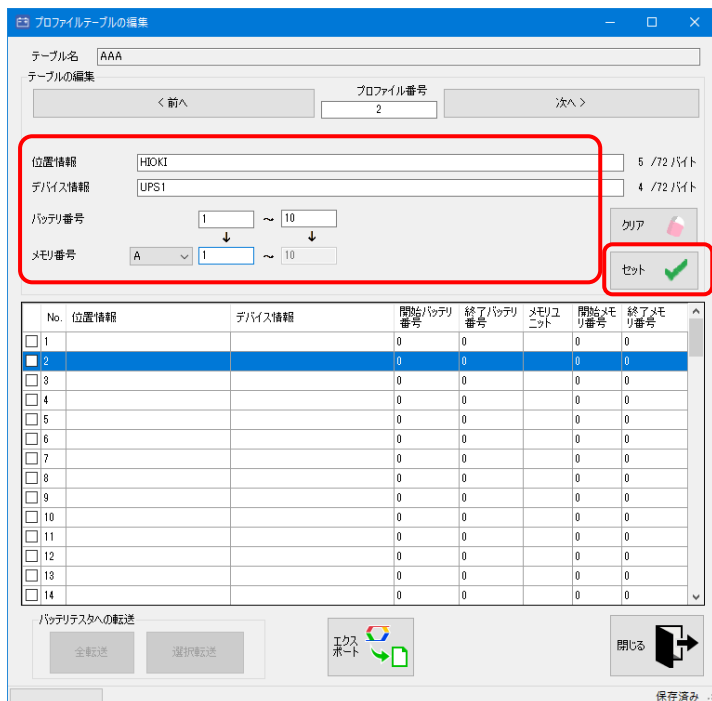 プロファイルテーブルの編集
テーブル名 AAA
テーブルの編集
< 前へ
プロファイル番号
2
次へ >
位置情報 HIOKI 5 /72 バイト
デバイス情報 UPS1 4 /72 バイト
バッテリ番号 1 ~ 10
クリア
↓ ↓
メモリ番号 A 1 ~ 10
セット
No. 位置情報 デバイス情報 開始バッテリ番号 終了バッテリ番号 メモリユニット 開始メモリ番号 終了メモリ番号
1 0 0 0 0
2 0 0 0 0
3 0 0 0 0
4 0 0 0 0
5 0 0 0 0
6 0 0 0 0
7 0 0 0 0
8 0 0 0 0
9 0 0 0 0
10 0 0 0 0
11 0 0 0 0
12 0 0 0 0
13 0 0 0 0
14 0 0 0 0
バッテリテスタへの転送
全転送 選択転送
エクスポート
閉じる
保存済み